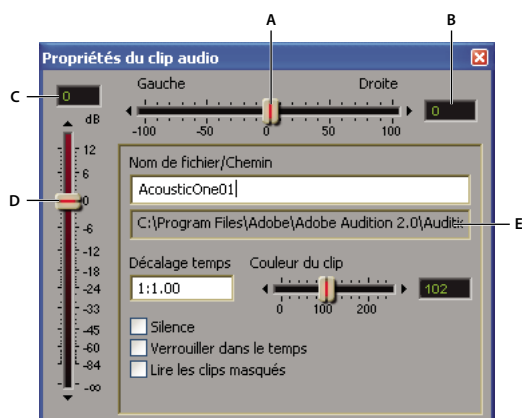 A
B
Propriétés du clip audio
C
0
dB
Gauche
Droite
0
-100 -50 0 50 100
12
6
0
-6
-12
-18
-24
-33
-45
-60
-84
-∞
D
Nom de fichier/Chemin
AcousticOne01
C:\Program Files\Adobe\Adobe Audition 2.0\Auditi
E
Décalage temps
Couleur du clip
1:1.00
102
0 100 200
Silence
Verrouiller dans le temps
Lire les clips masqués